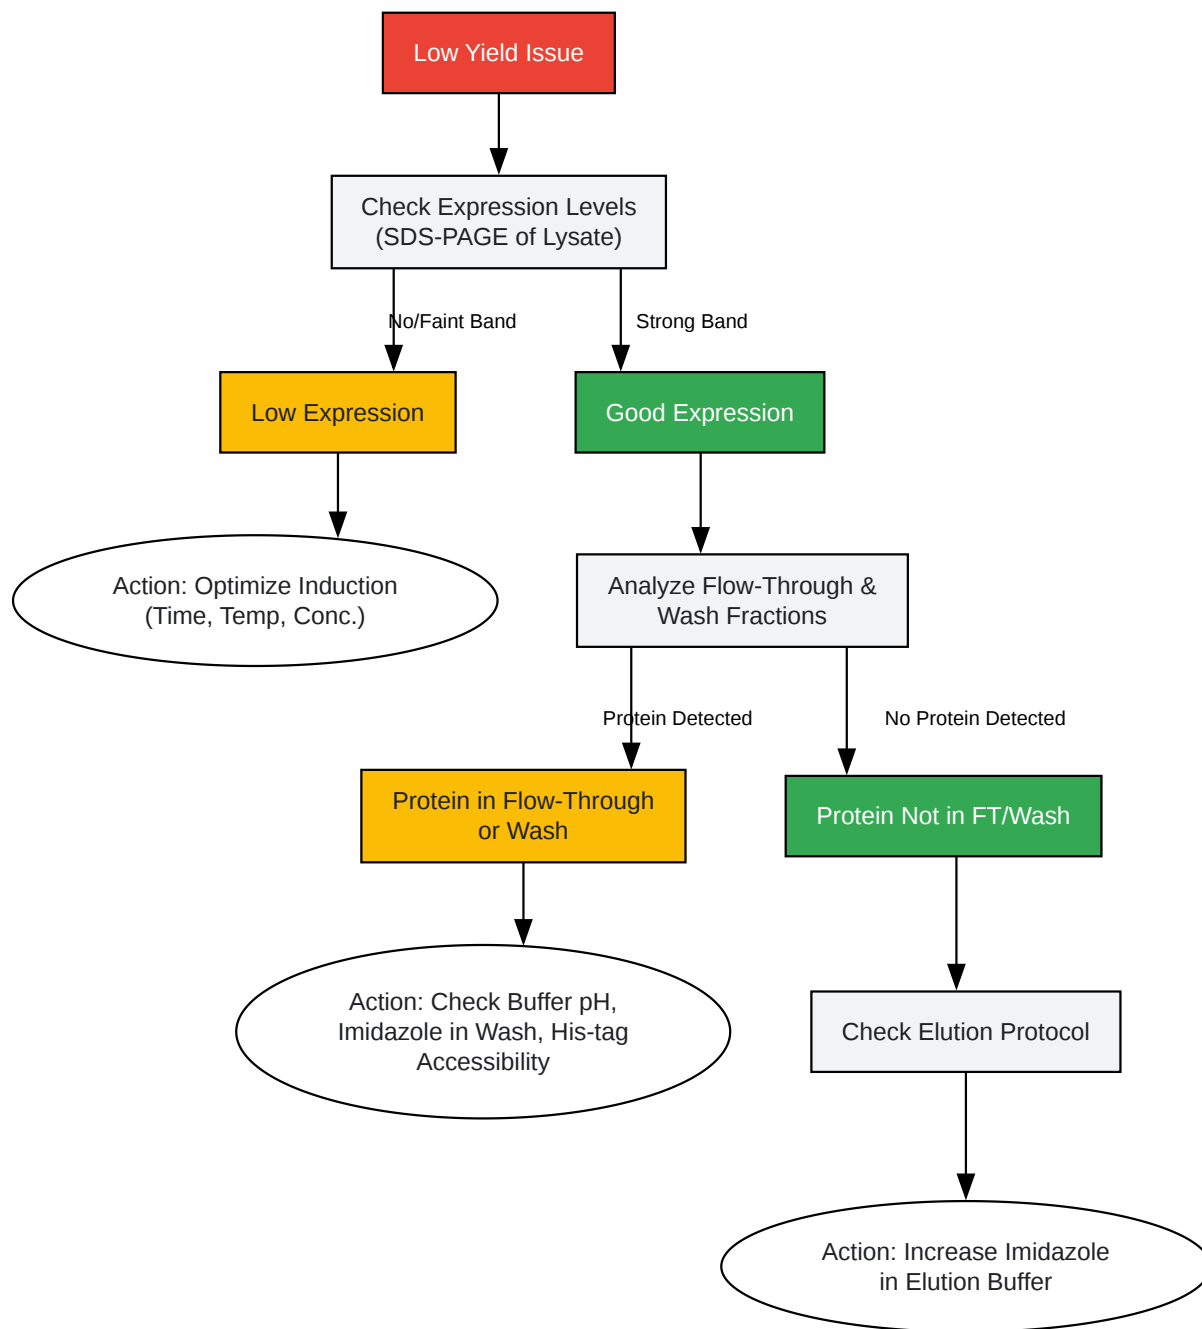 Low Yield Issue
Check Expression Levels
(SDS-PAGE of Lysate)
No/Faint Band
Strong Band
Low Expression
Good Expression
Action: Optimize Induction
(Time, Temp, Conc.)
Analyze Flow-Through &
Wash Fractions
Protein Detected
No Protein Detected
Protein in Flow-Through
or Wash
Protein Not in FT/Wash
Action: Check Buffer pH,
Imidazole in Wash, His-tag
Accessibility
Check Elution Protocol
Action: Increase Imidazole
in Elution Buffer